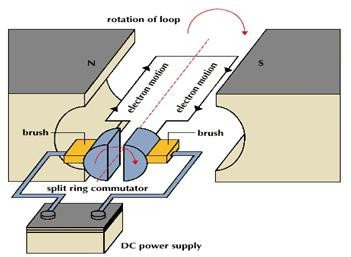 rotation of loop
N
S
electron motion
electron motion
brush
brush
split ring commutator
DC power supply